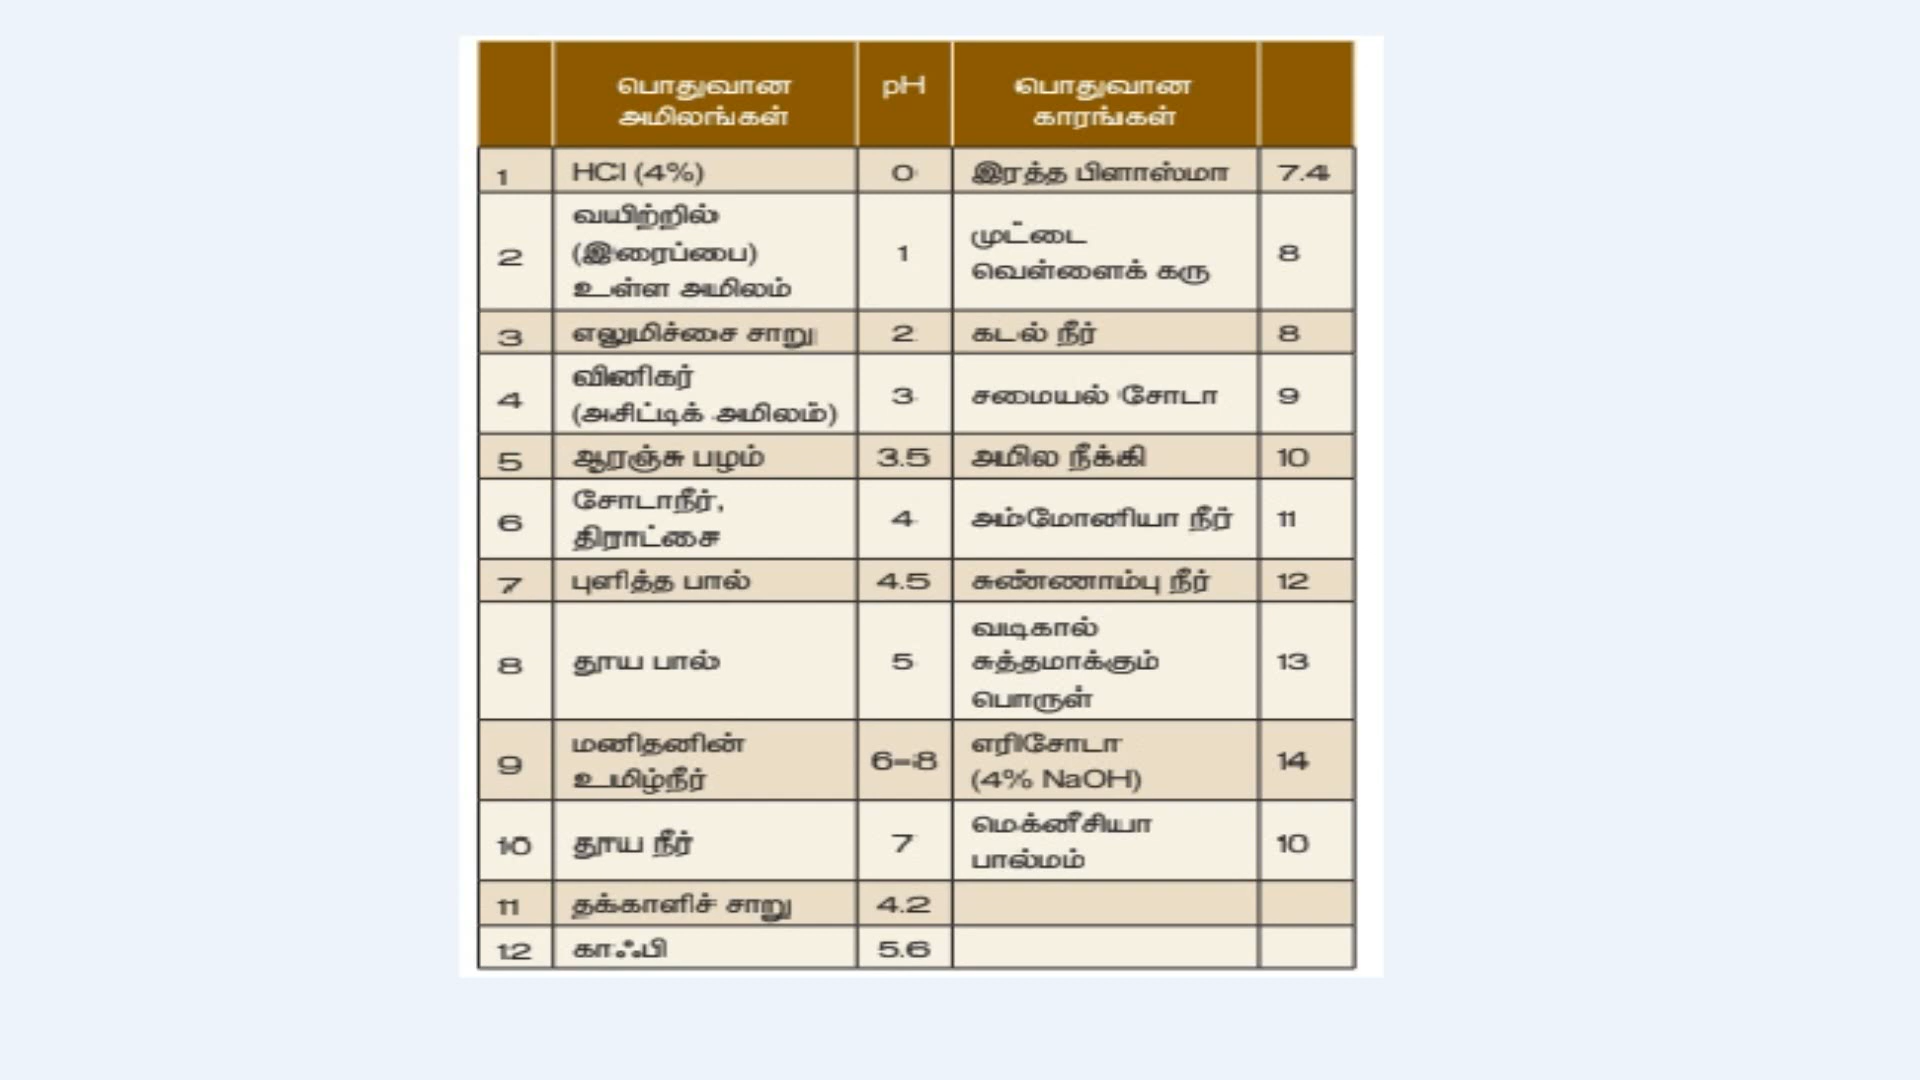 பொதுவான அமிலங்கள் pH பொதுவான காரங்கள்
1 HCl (4%) 0 இரத்த பிளாஸ்மா 7.4
2 வயிற்றில் (இரைப்பை) உள்ள அமிலம் 1 முட்டை வெள்ளைக் கரு 8
3 எலுமிச்சை சாறு 2 கடல் நீர் 8
4 வினிகர் (அசிட்டிக் அமிலம்) 3 சமையல் சோடா 9
5 ஆரஞ்சு பழம் 3.5 அமில நீக்கி 10
6 சோடாநீர், திராட்சை 4 அம்மோனியா நீர் 11
7 புளித்த பால் 4.5 சுண்ணாம்பு நீர் 12
8 தூய பால் 5 வடிகால் சுத்தமாக்கும் பொருள் 13
9 மனிதனின் உமிழ்நீர் 6–8 எரிசோடா (4% NaOH) 14
10 தூய நீர் 7 மெக்னீசியா பால்மம் 10
11 தக்காளிச் சாறு 4.2
12 காஃபி 5.6